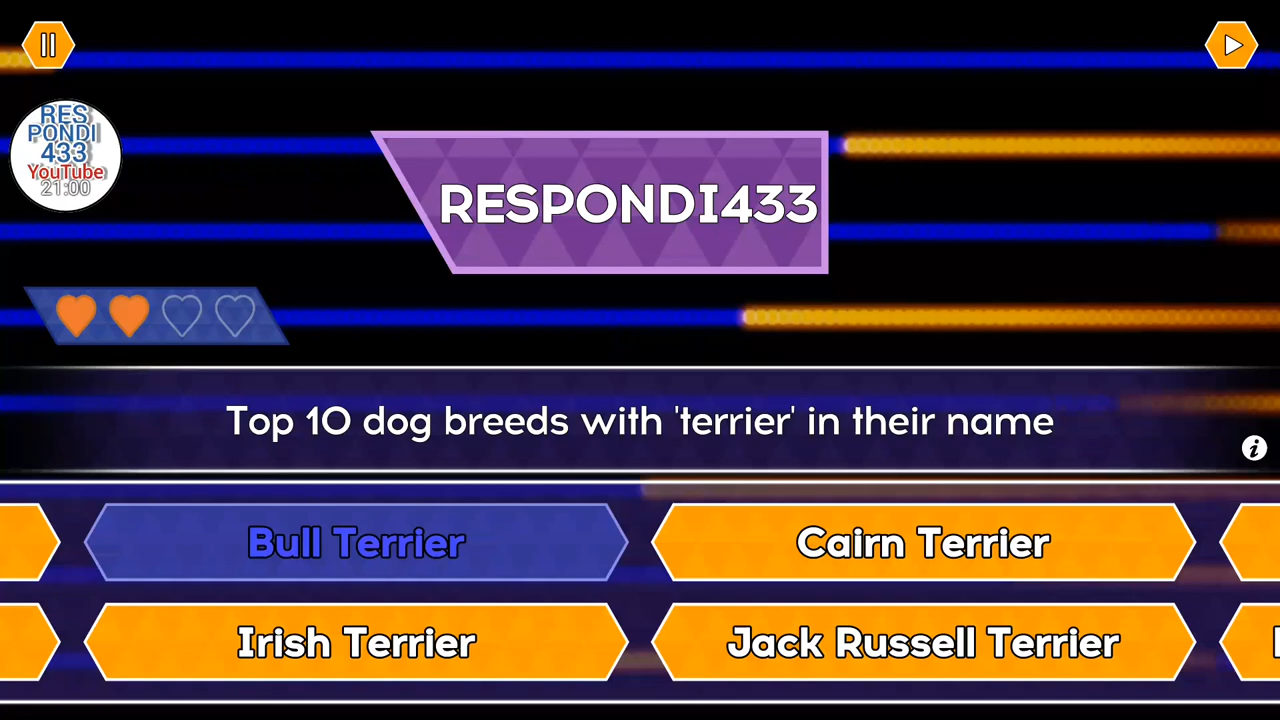 RES
PONDI
433
YouTube
21:00
RESPONDI433
Top 10 dog breeds with 'terrier' in their name
i
Bull Terrier
Cairn Terrier
Irish Terrier
Jack Russell Terrier